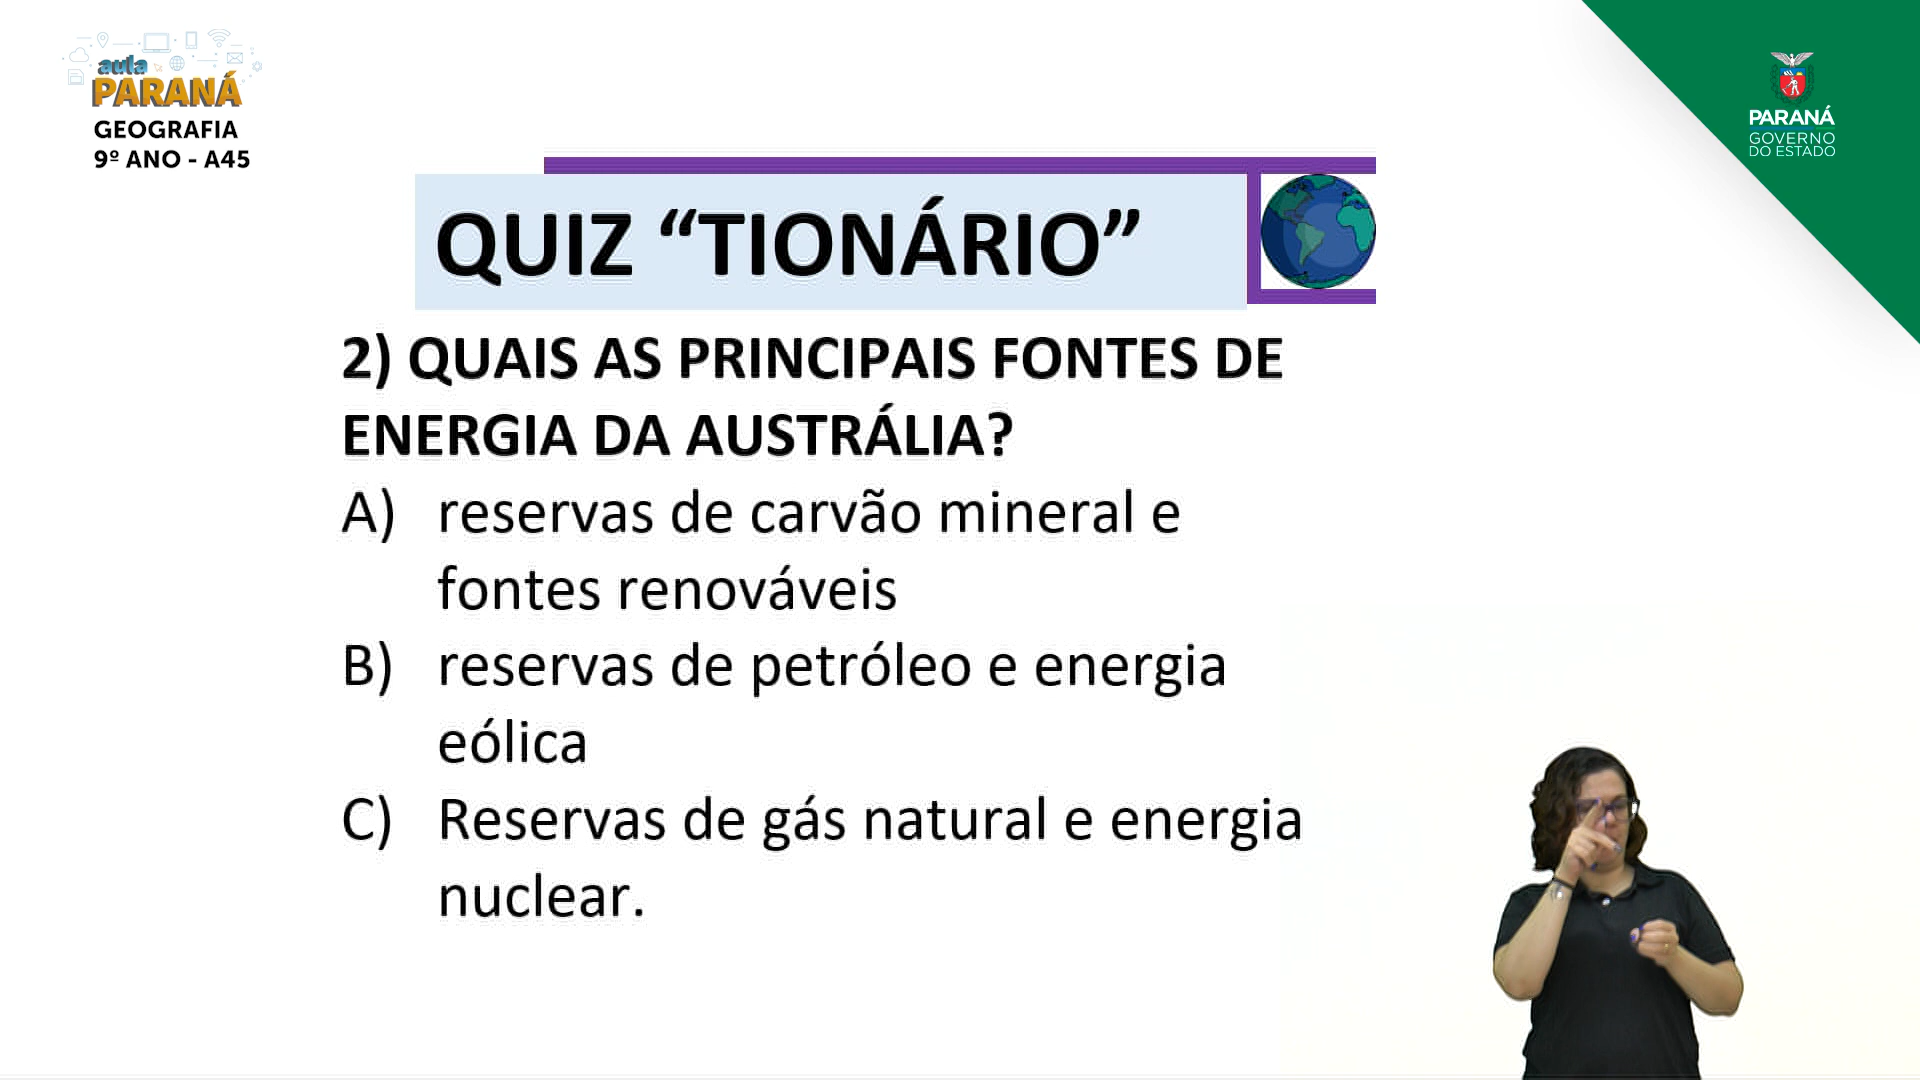 aula
PARANÁ
GEOGRAFIA
9º ANO - A45
PARANÁ
GOVERNO
DO ESTADO
QUIZ “TIONÁRIO”
2) QUAIS AS PRINCIPAIS FONTES DE
ENERGIA DA AUSTRÁLIA?
A) reservas de carvão mineral e
fontes renováveis
B) reservas de petróleo e energia
eólica
C) Reservas de gás natural e energia
nuclear.